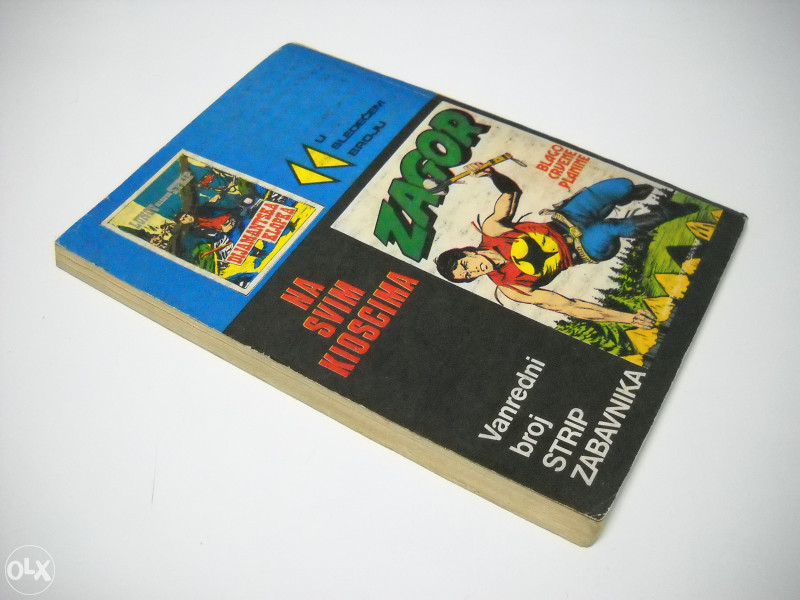 U
SLEDEĆEM
BROJU
DIJAMANTSKA
KLOPKA
ZAGOR
BLAGO
CRVENE
PLANINE
NA
SVIM
KIOSCIMA
Vanredni
broj
STRIP
ZABAVNIKA
OLX